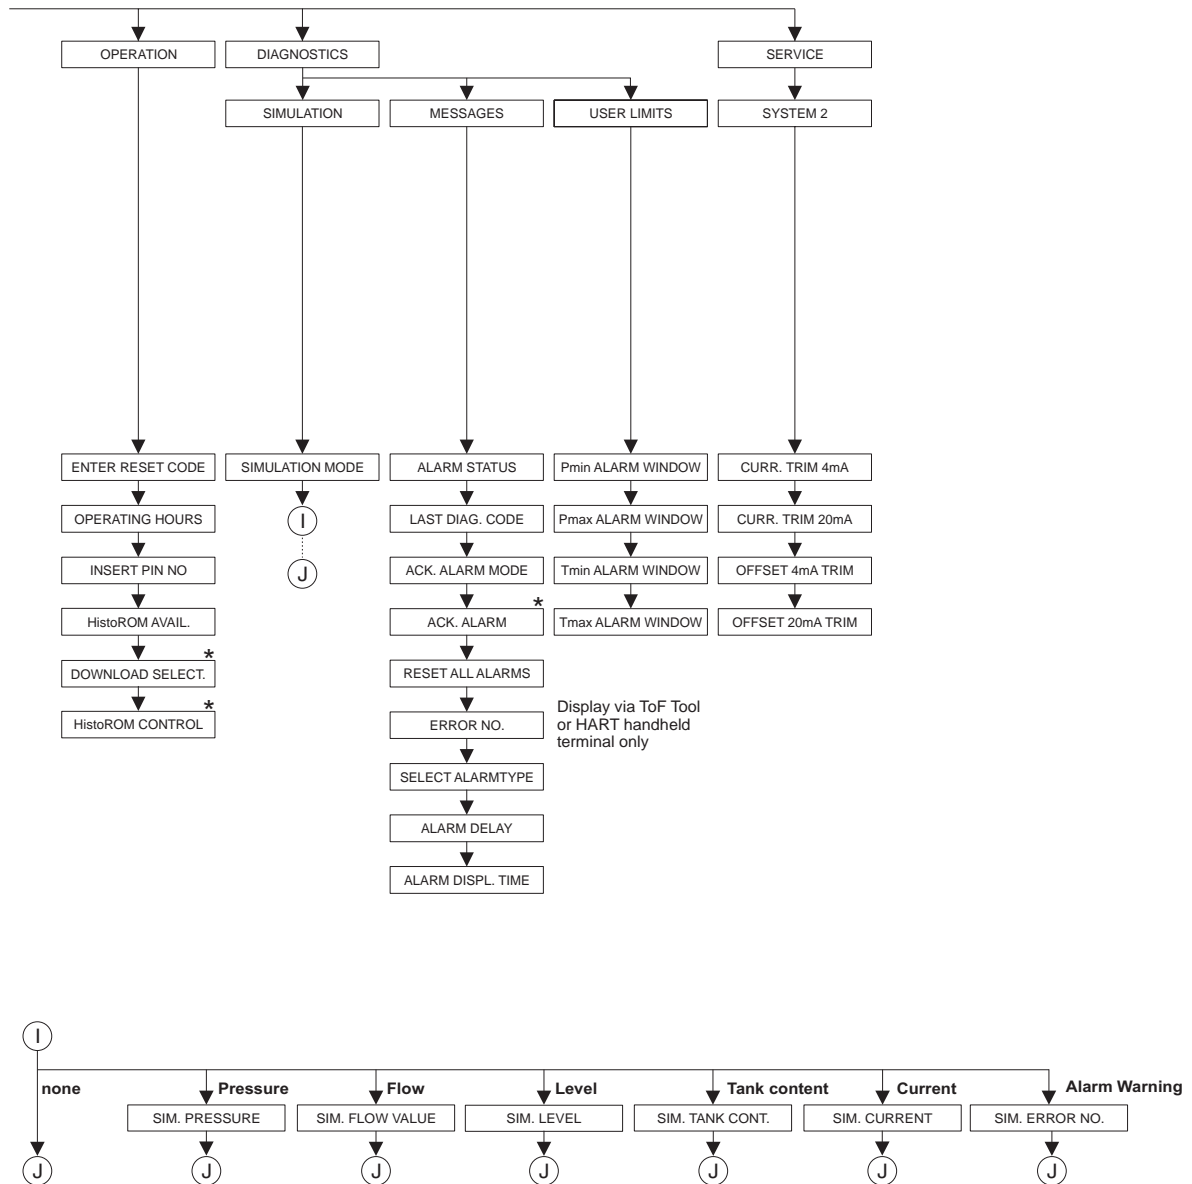 OPERATION
DIAGNOSTICS
SERVICE
SIMULATION
MESSAGES
USER LIMITS
SYSTEM 2
ENTER RESET CODE
SIMULATION MODE
ALARM STATUS
Pmin ALARM WINDOW
CURR. TRIM 4mA
OPERATING HOURS
I
LAST DIAG. CODE
Pmax ALARM WINDOW
CURR. TRIM 20mA
INSERT PIN NO
J
ACK. ALARM MODE
Tmin ALARM WINDOW
OFFSET 4mA TRIM
HistoROM AVAIL.
*
ACK. ALARM
Tmax ALARM WINDOW
OFFSET 20mA TRIM
*
DOWNLOAD SELECT.
RESET ALL ALARMS
*
HistoROM CONTROL
ERROR NO.
Display via ToF Tool
or HART handheld
terminal only
SELECT ALARMTYPE
ALARM DELAY
ALARM DISPL. TIME
I
none
Pressure
Flow
Level
Tank content
Current
Alarm Warning
SIM. PRESSURE
SIM. FLOW VALUE
SIM. LEVEL
SIM. TANK CONT.
SIM. CURRENT
SIM. ERROR NO.
J
J
J
J
J
J
J